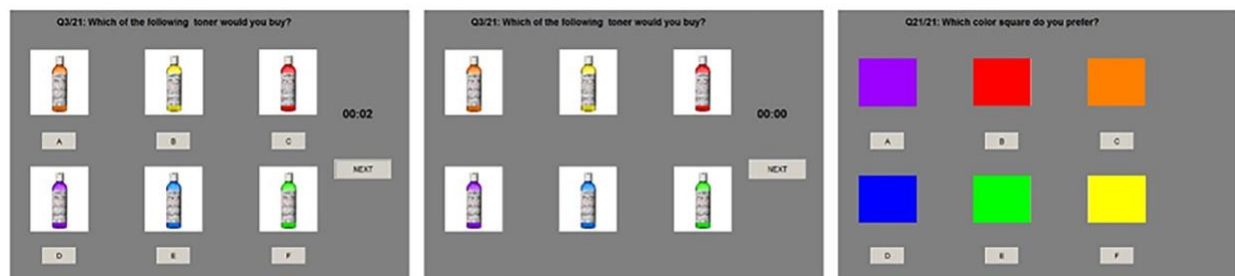 Q3/21: Which of the following toner would you buy?
A B C
00:02
NEXT
D E F
Q3/21: Which of the following toner would you buy?
00:00
NEXT
Q21/21: Which color square do you prefer?
A B C
D E F